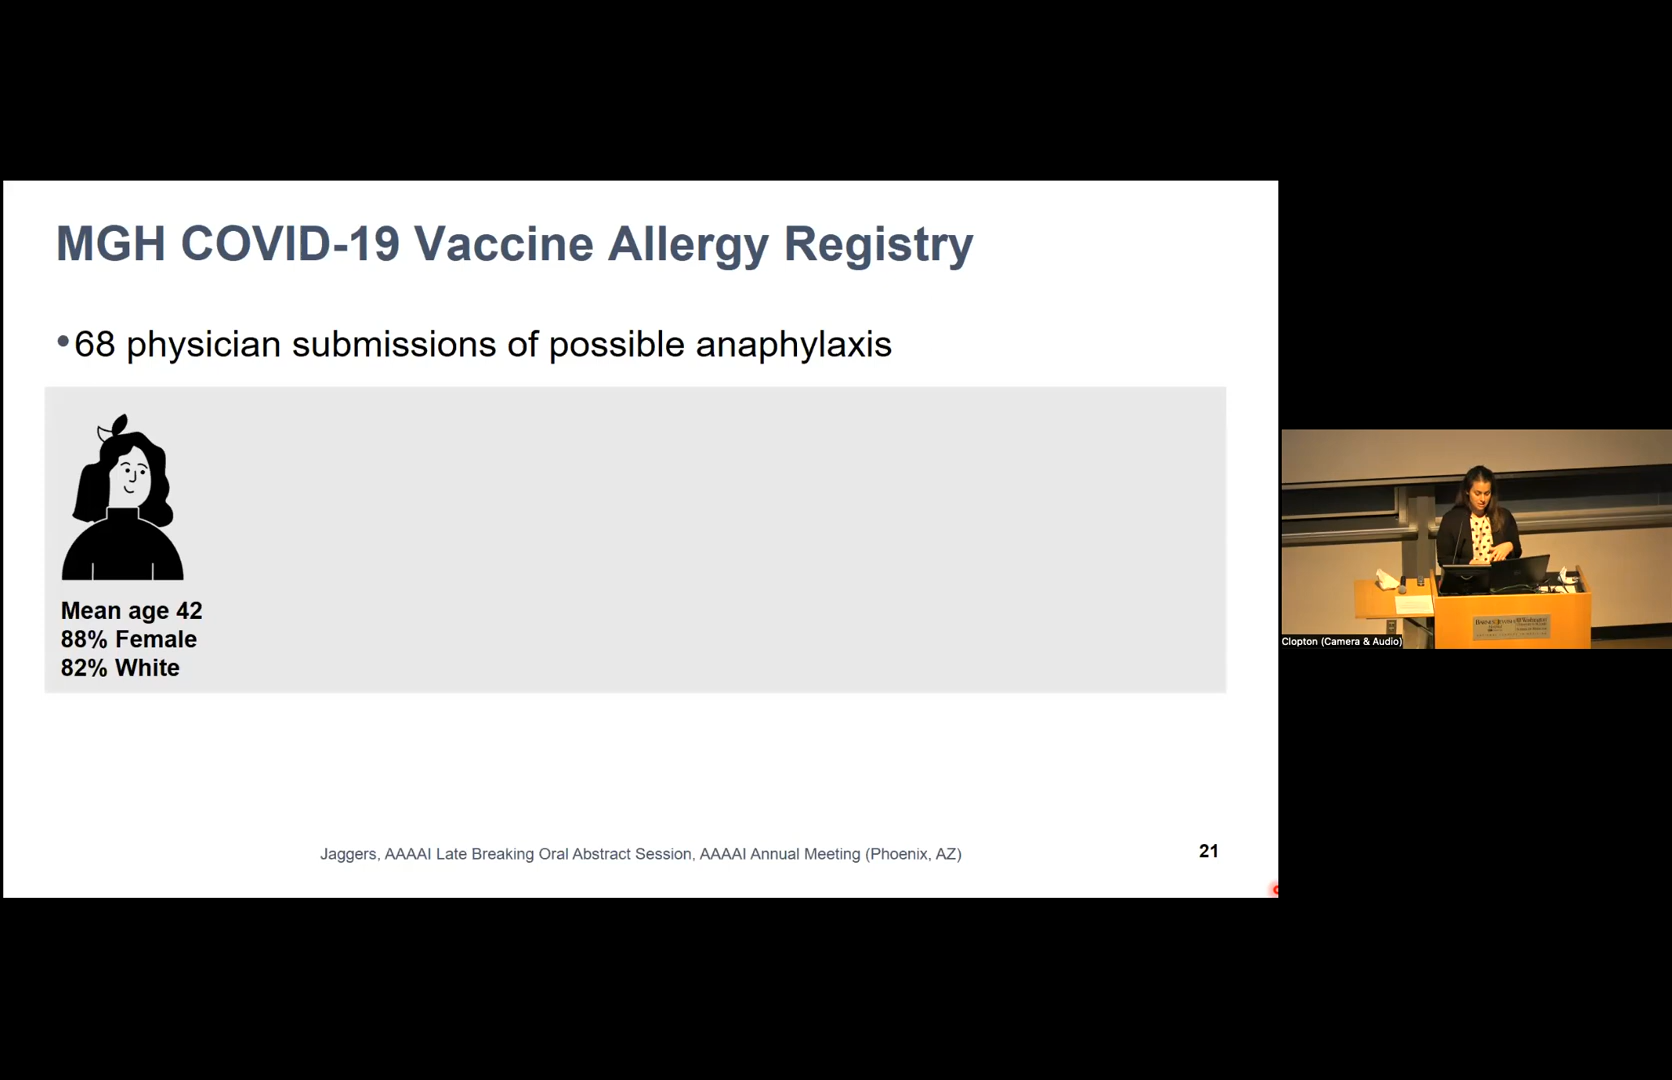 MGH COVID-19 Vaccine Allergy Registry
•68 physician submissions of possible anaphylaxis
Mean age 42
88% Female
82% White
Jaggers, AAAAI Late Breaking Oral Abstract Session, AAAAI Annual Meeting (Phoenix, AZ)
21
Clopton (Camera & Audio)